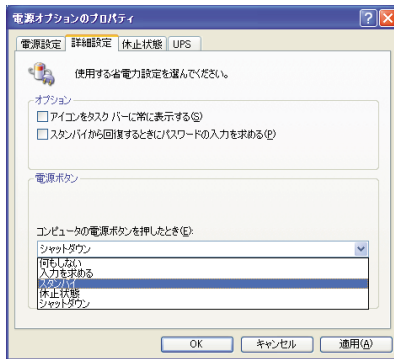 電源オプションのプロパティ
電源設定 詳細設定 休止状態 UPS
使用する省電力設定を選んでください。
オプション
アイコンをタスク バーに常に表示する(S)
スタンバイから回復するときにパスワードの入力を求める(P)
電源ボタン
コンピュータの電源ボタンを押したとき(E):
シャットダウン
何もしない
入力を求める
スタンバイ
休止状態
シャットダウン
OK キャンセル 適用(A)